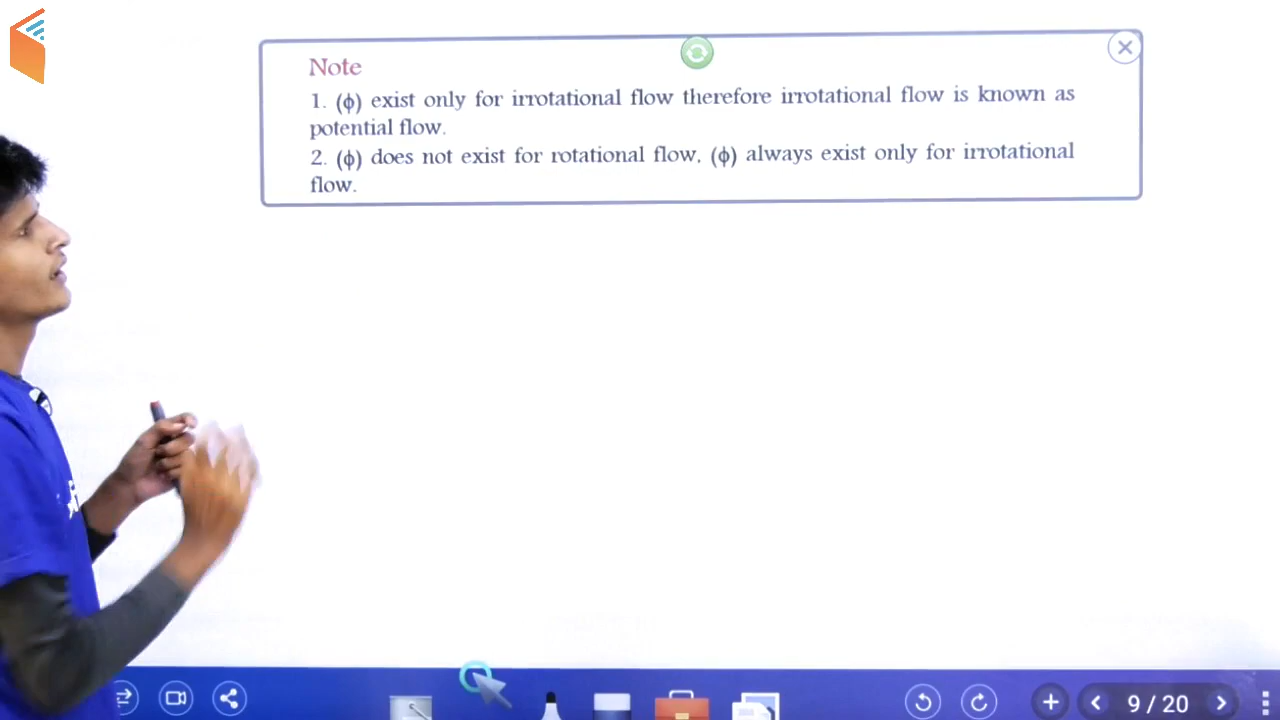 Note
1. (ϕ) exist only for irrotational flow therefore irrotational flow is known as
potential flow.
2. (ϕ) does not exist for rotational flow, (ϕ) always exist only for irrotational
flow.
9 / 20